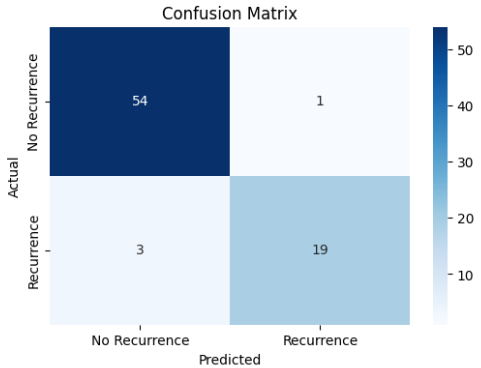 Confusion Matrix
No Recurrence
Recurrence
Actual
54
1
3
19
No Recurrence
Recurrence
Predicted
50
40
30
20
10